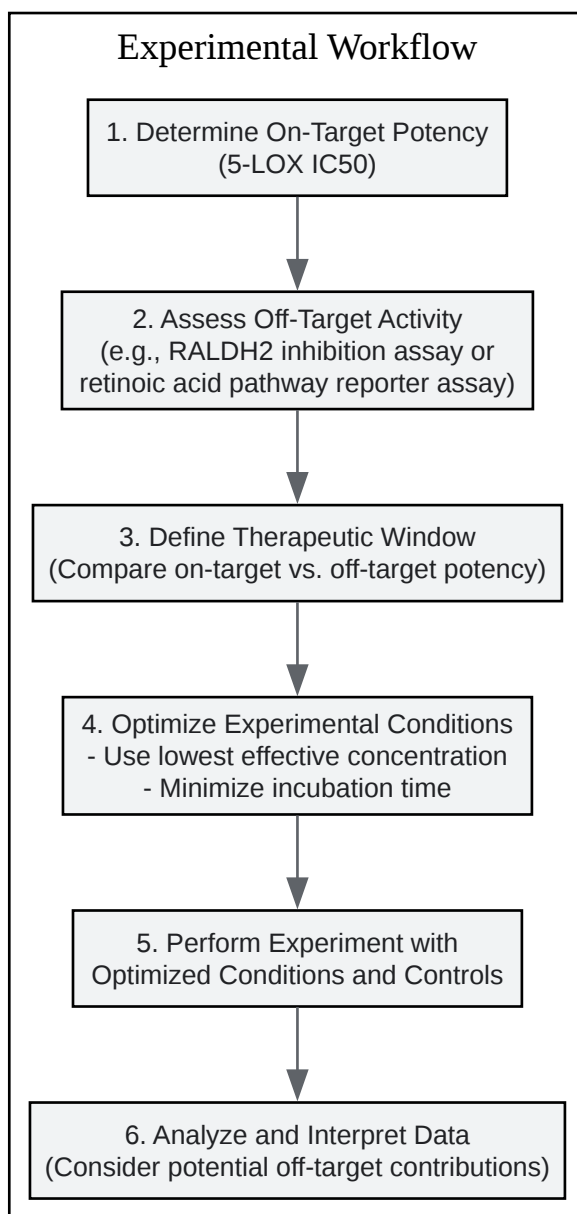 Experimental Workflow
1. Determine On-Target Potency
(5-LOX IC50)
2. Assess Off-Target Activity
(e.g., RALDH2 inhibition assay or
retinoic acid pathway reporter assay)
3. Define Therapeutic Window
(Compare on-target vs. off-target potency)
4. Optimize Experimental Conditions
- Use lowest effective concentration
- Minimize incubation time
5. Perform Experiment with
Optimized Conditions and Controls
6. Analyze and Interpret Data
(Consider potential off-target contributions)